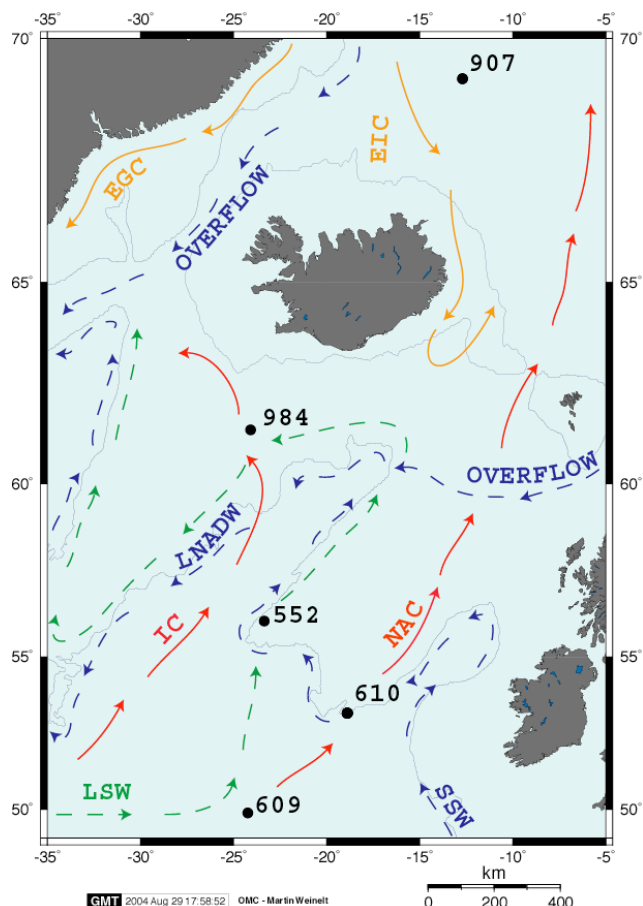 -35° -30° -25° -20° -15° -10° -5°
70° 70°
907
EIC
EGC
OVERFLOW
65° 65°
984
60° 60°
OVERFLOW
LNADW
552
IC
NAC
55° 55°
610
LSW
609
SSW
50° 50°
-35° -30° -25° -20° -15° -10° -5°
km
GMT 2004 Aug 29 17:58:52 OMC - Martin Weinelt
0 200 400